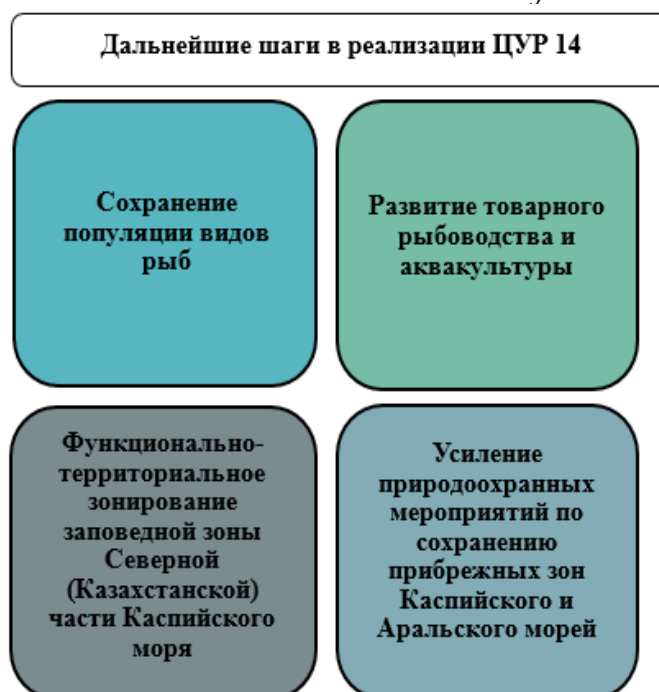 Дальнейшие шаги в реализации ЦУР 14
Сохранение
популяции видов
рыб
Развитие товарного
рыбоводства и
аквакультуры
Функционально-
территориальное
зонирование
заповедной зоны
Северной
(Казахстанской)
части Каспийского
моря
Усиление
природоохранных
мероприятий по
сохранению
прибрежных зон
Каспийского и
Аральского морей